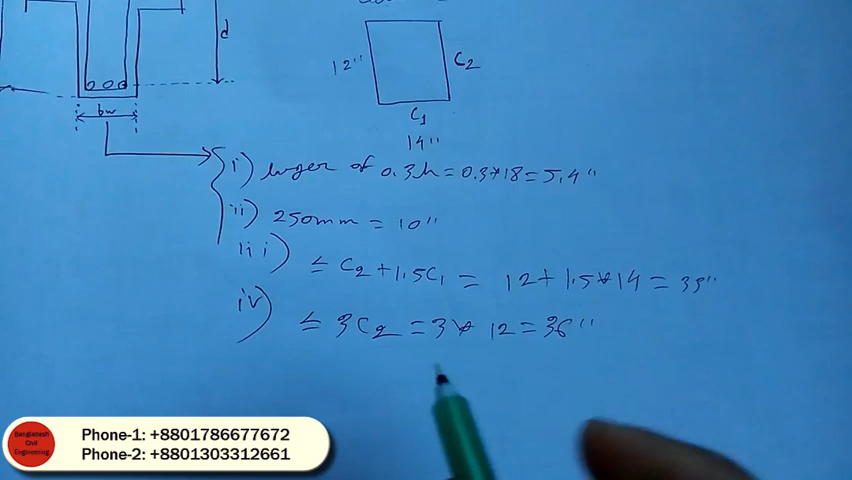 d
12"
C2
bw
C1
14"
i) larger of 0.3h = 0.3*18 = 5.4"
ii) 250mm = 10"
iii) ≤ C2 + 1.5C1 = 12 + 1.5*14 = 33"
iv) ≤ 3C2 = 3*12 = 36"
Bangladesh
Civil
Engineering
Phone-1: +8801786677672
Phone-2: +8801303312661